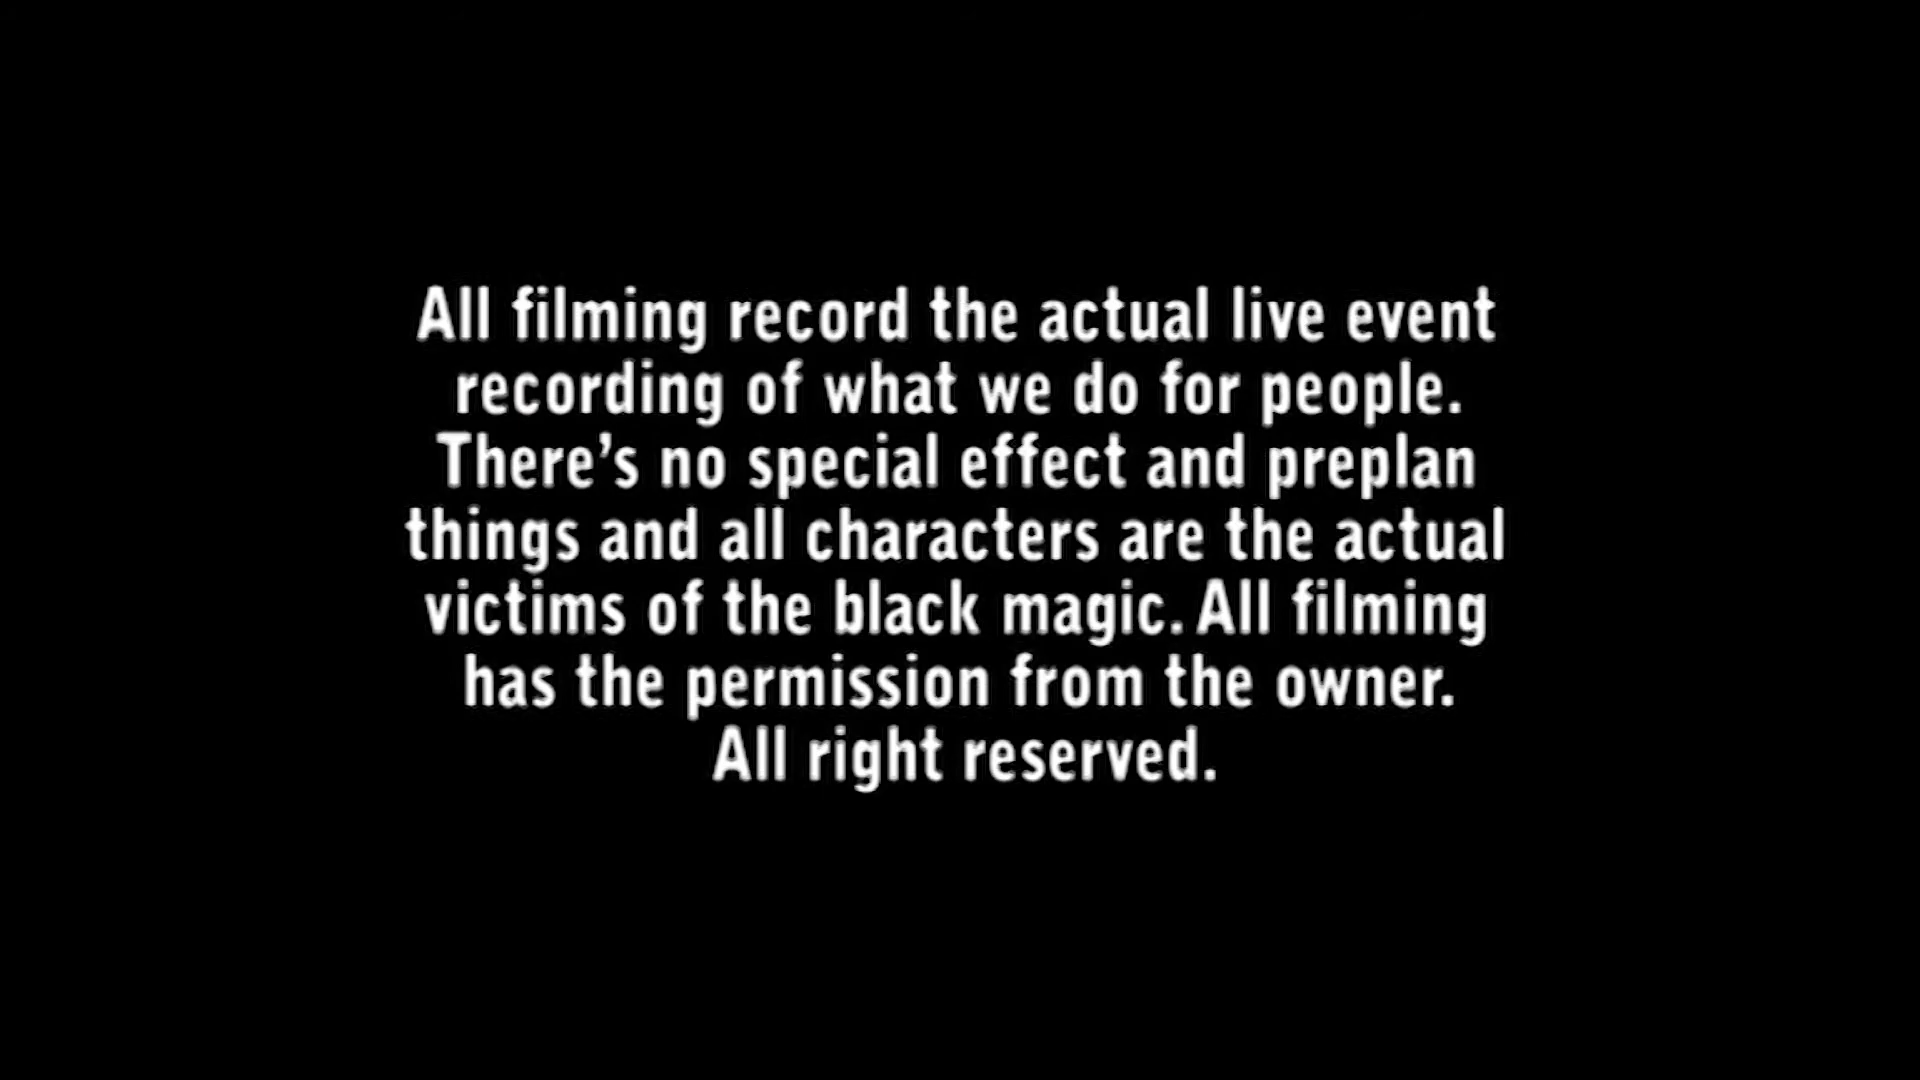 All filming record the actual live event
recording of what we do for people.
There’s no special effect and preplan
things and all characters are the actual
victims of the black magic. All filming
has the permission from the owner.
All right reserved.